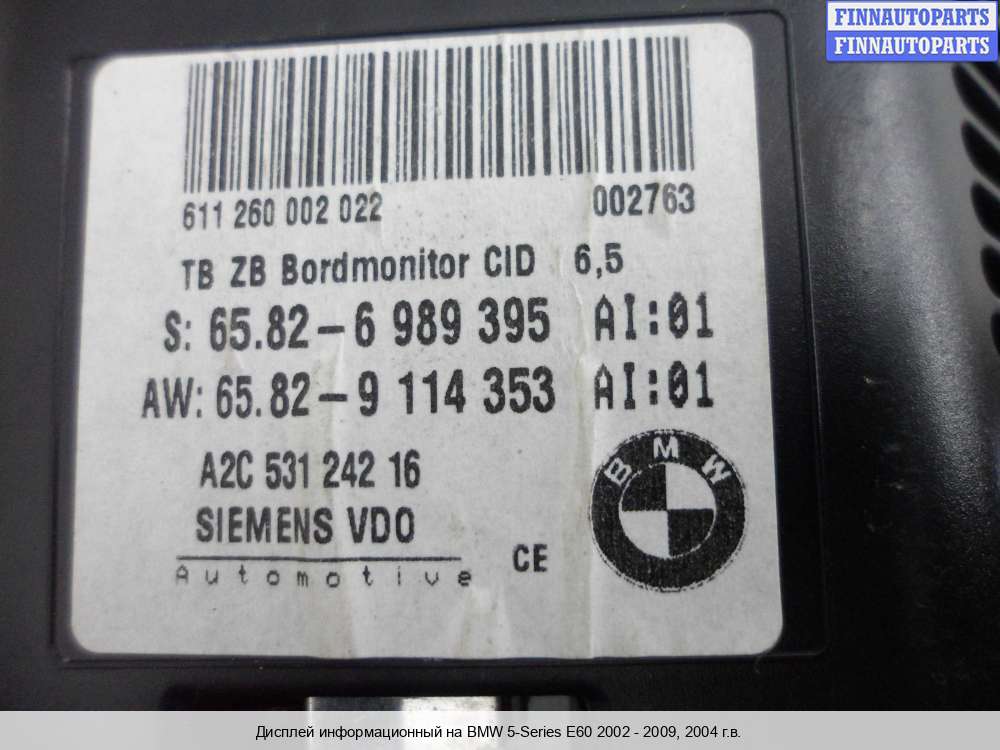 FINNAUTOPARTS
FINNAUTOPARTS
611 260 002 022 002763
TB ZB Bordmonitor CID 6,5
S: 65.82-6 989 395 AI:01
AW: 65.82-9 114 353 AI:01
A2C 531 242 16
SIEMENS VDO
Automotive
CE
BMW
Дисплей информационный на BMW 5-Series E60 2002 - 2009, 2004 г.в.